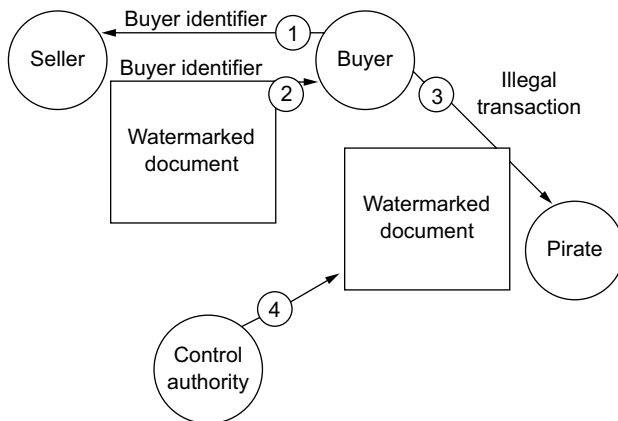 Buyer identifier
1
Seller
Buyer
Buyer identifier
2
3
Illegal
transaction
Watermarked
document
Watermarked
document
Pirate
4
Control
authority